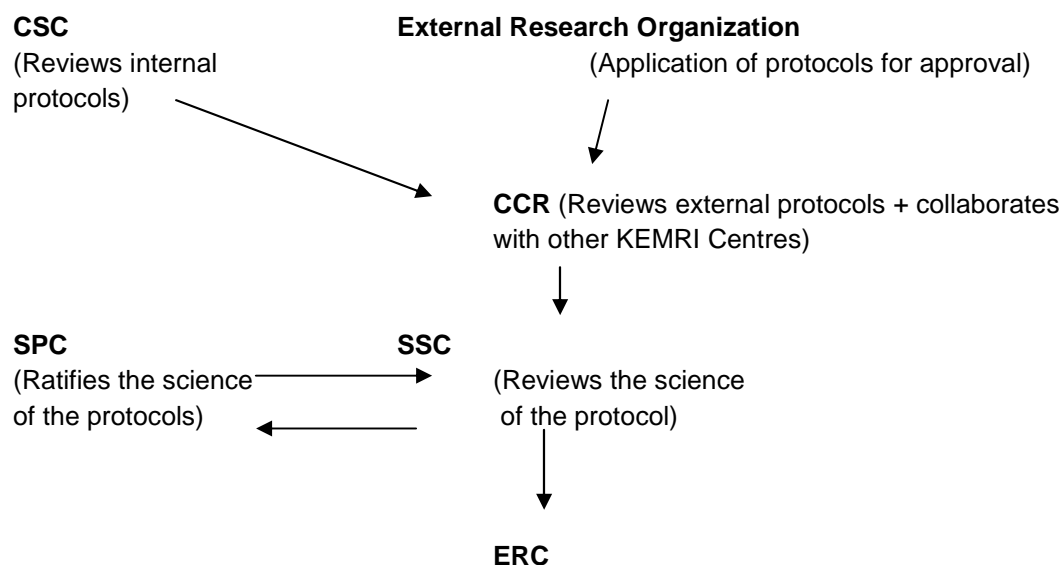 CSC
External Research Organization
(Reviews internal
protocols)
(Application of protocols for approval)
CCR (Reviews external protocols + collaborates
with other KEMRI Centres)
SPC
(Ratifies the science
of the protocols)
SSC
(Reviews the science
of the protocol)
ERC